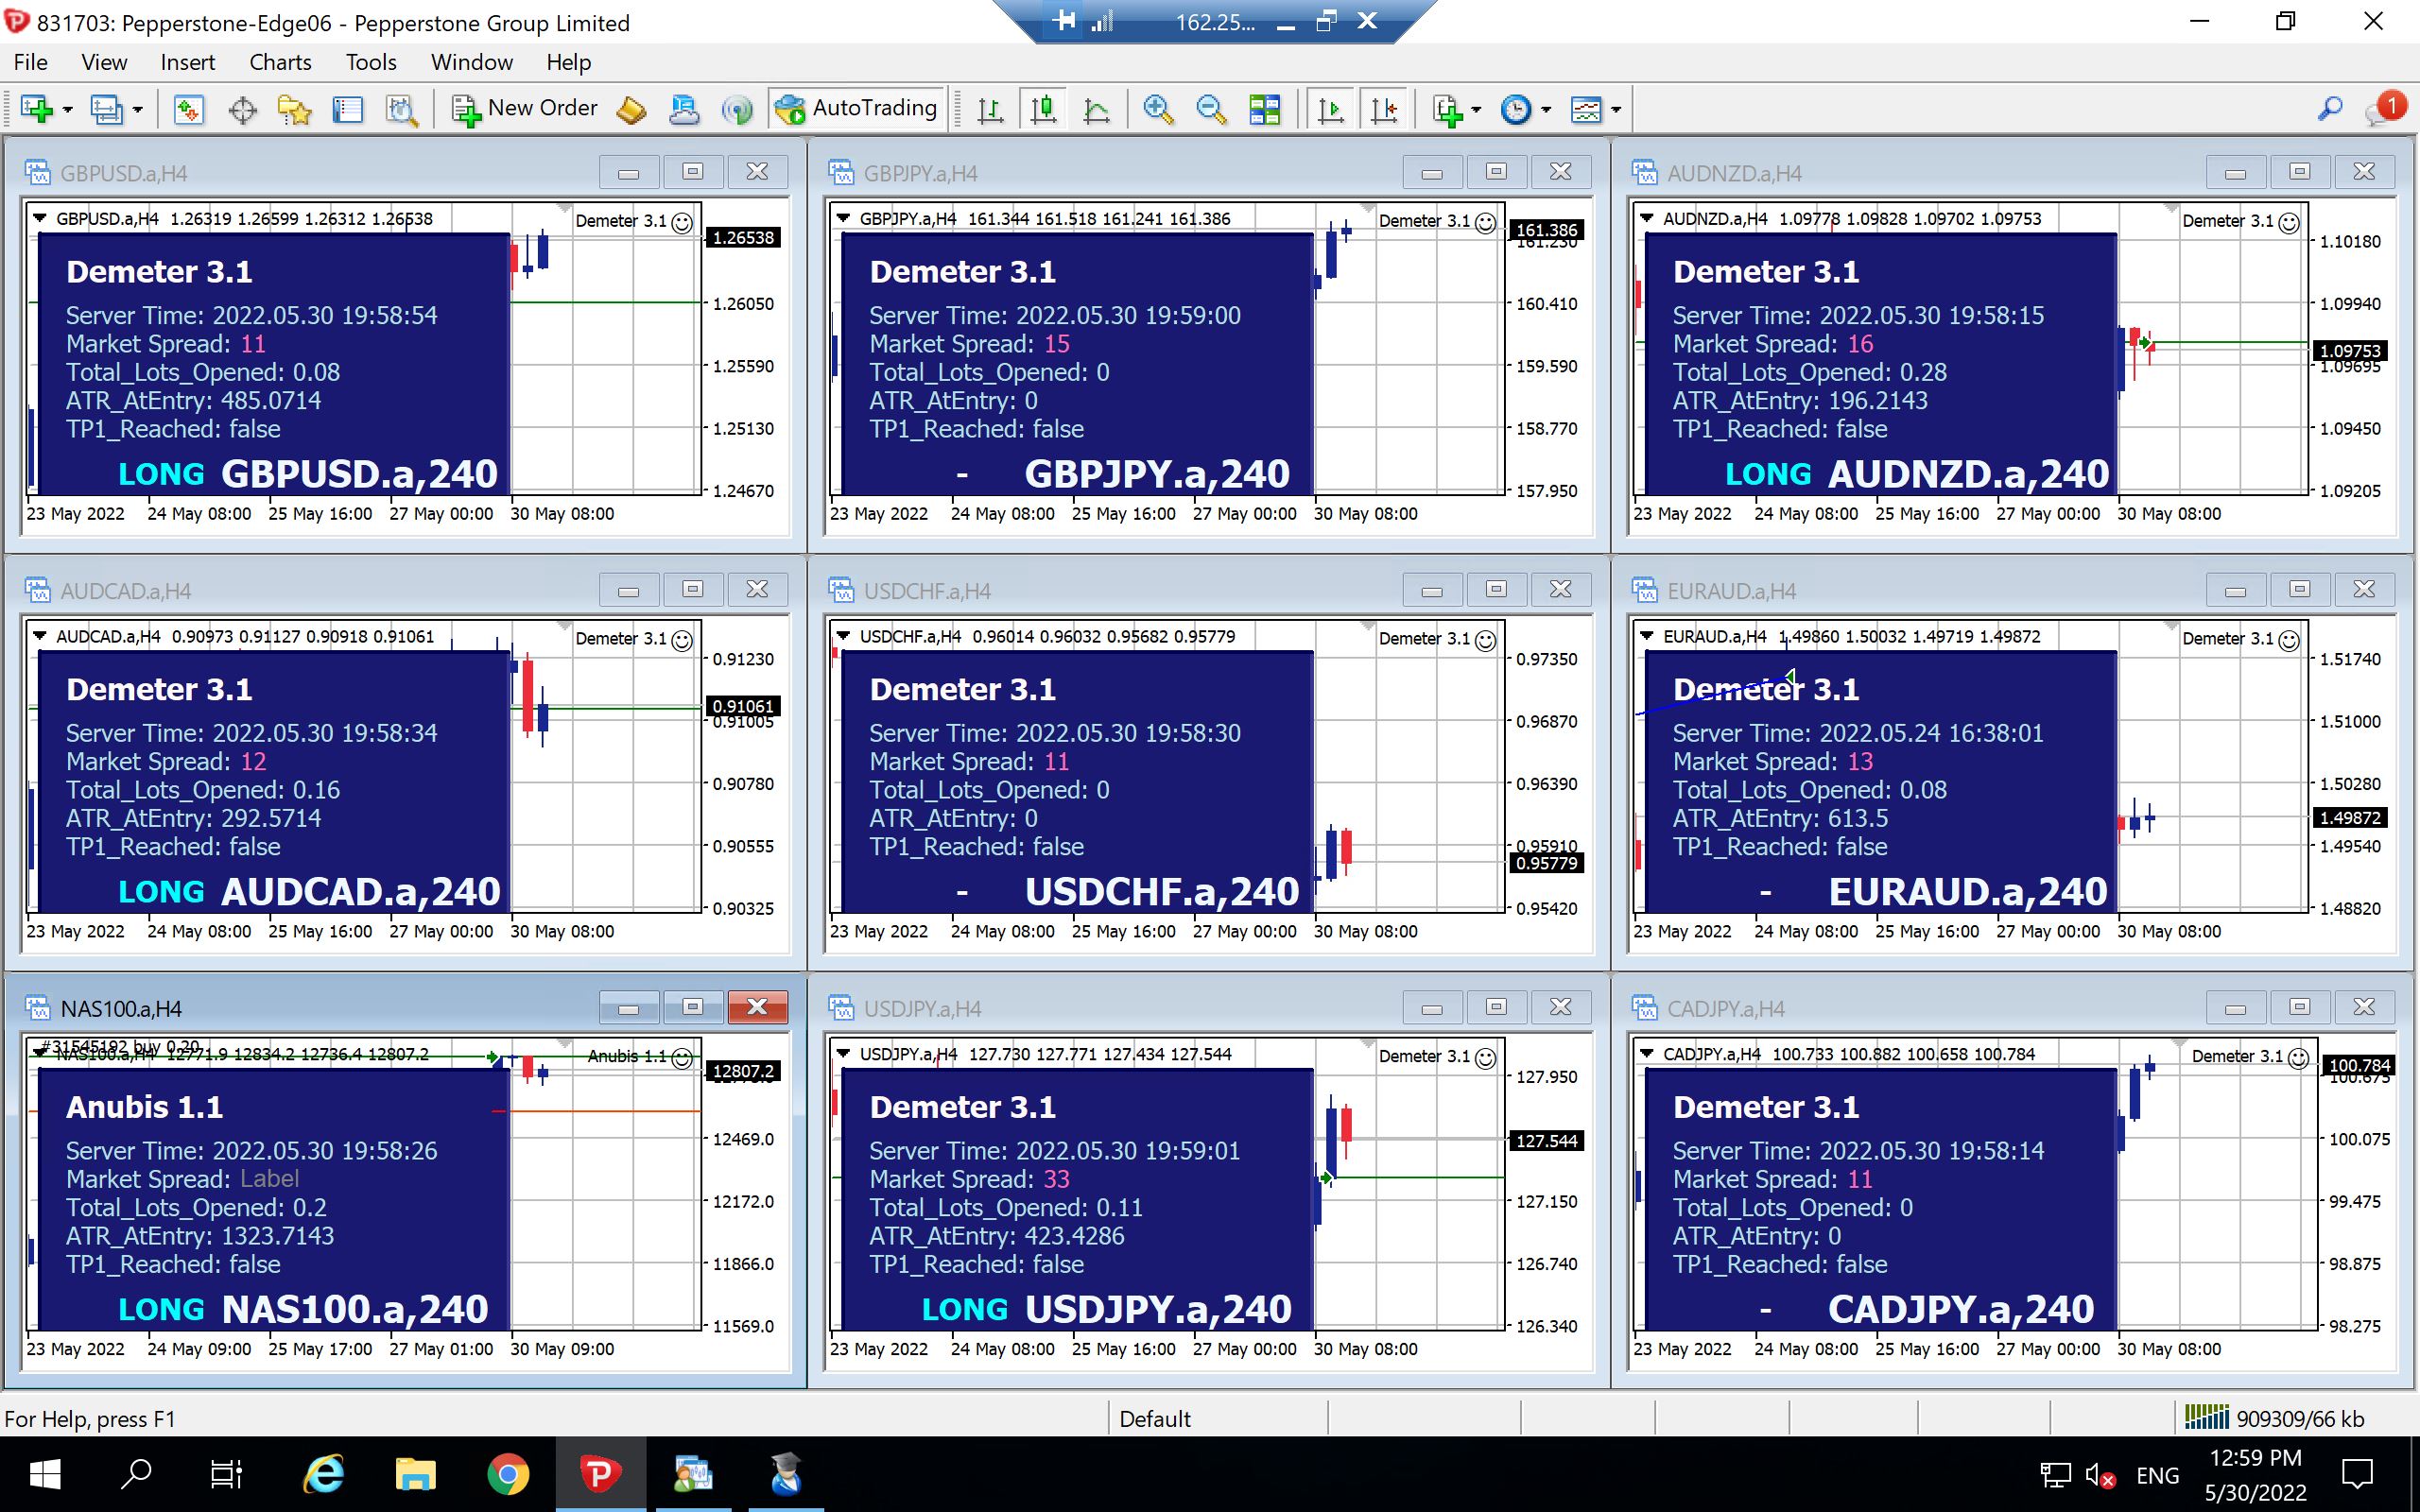 831703: Pepperstone-Edge06 - Pepperstone Group Limited
162.25...
File View Insert Charts Tools Window Help
New Order AutoTrading 1
GBPUSD.a,H4
GBPUSD.a,H4 1.26319 1.26599 1.26312 1.26538
Demeter 3.1
Demeter 3.1
Server Time: 2022.05.30 19:58:54
Market Spread: 11
Total_Lots_Opened: 0.08
ATR_AtEntry: 485.0714
TP1_Reached: false
LONG GBPUSD.a,240
1.26538
1.26050
1.25590
1.25130
1.24670
23 May 2022 24 May 08:00 25 May 16:00 27 May 00:00 30 May 08:00
GBPJPY.a,H4
GBPJPY.a,H4 161.344 161.518 161.241 161.386
Demeter 3.1
Demeter 3.1
Server Time: 2022.05.30 19:59:00
Market Spread: 15
Total_Lots_Opened: 0
ATR_AtEntry: 0
TP1_Reached: false
- GBPJPY.a,240
161.386
161.230
160.410
159.590
158.770
157.950
23 May 2022 24 May 08:00 25 May 16:00 27 May 00:00 30 May 08:00
AUDNZD.a,H4
AUDNZD.a,H4 1.09778 1.09828 1.09702 1.09753
Demeter 3.1
Demeter 3.1
Server Time: 2022.05.30 19:58:15
Market Spread: 16
Total_Lots_Opened: 0.28
ATR_AtEntry: 196.2143
TP1_Reached: false
LONG AUDNZD.a,240
1.10180
1.09940
1.09753
1.09695
1.09450
1.09205
23 May 2022 24 May 08:00 25 May 16:00 27 May 00:00 30 May 08:00
AUDCAD.a,H4
AUDCAD.a,H4 0.90973 0.91127 0.90918 0.91061
Demeter 3.1
Demeter 3.1
Server Time: 2022.05.30 19:58:34
Market Spread: 12
Total_Lots_Opened: 0.16
ATR_AtEntry: 292.5714
TP1_Reached: false
LONG AUDCAD.a,240
0.91230
0.91061
0.91005
0.90780
0.90555
0.90325
23 May 2022 24 May 08:00 25 May 16:00 27 May 00:00 30 May 08:00
USDCHF.a,H4
USDCHF.a,H4 0.96014 0.96032 0.95682 0.95779
Demeter 3.1
Demeter 3.1
Server Time: 2022.05.30 19:58:30
Market Spread: 11
Total_Lots_Opened: 0
ATR_AtEntry: 0
TP1_Reached: false
- USDCHF.a,240
0.97350
0.96870
0.96390
0.95910
0.95779
0.95420
23 May 2022 24 May 08:00 25 May 16:00 27 May 00:00 30 May 08:00
EURAUD.a,H4
EURAUD.a,H4 1.49860 1.50032 1.49719 1.49872
Demeter 3.1
Demeter 3.1
Server Time: 2022.05.24 16:38:01
Market Spread: 13
Total_Lots_Opened: 0.08
ATR_AtEntry: 613.5
TP1_Reached: false
- EURAUD.a,240
1.51740
1.51000
1.50280
1.49872
1.49540
1.48820
23 May 2022 24 May 08:00 25 May 16:00 27 May 00:00 30 May 08:00
NAS100.a,H4
#31545192 buy 0.20
NAS100.a,H4 12771.9 12834.2 12736.4 12807.2
Anubis 1.1
Anubis 1.1
Server Time: 2022.05.30 19:58:26
Market Spread: Label
Total_Lots_Opened: 0.2
ATR_AtEntry: 1323.7143
TP1_Reached: false
LONG NAS100.a,240
12807.2
12469.0
12172.0
11866.0
11569.0
23 May 2022 24 May 09:00 25 May 17:00 27 May 01:00 30 May 09:00
USDJPY.a,H4
USDJPY.a,H4 127.730 127.771 127.434 127.544
Demeter 3.1
Demeter 3.1
Server Time: 2022.05.30 19:59:01
Market Spread: 33
Total_Lots_Opened: 0.11
ATR_AtEntry: 423.4286
TP1_Reached: false
LONG USDJPY.a,240
127.950
127.544
127.150
126.740
126.340
23 May 2022 24 May 08:00 25 May 16:00 27 May 00:00 30 May 08:00
CADJPY.a,H4
CADJPY.a,H4 100.733 100.882 100.658 100.784
Demeter 3.1
Demeter 3.1
Server Time: 2022.05.30 19:58:14
Market Spread: 11
Total_Lots_Opened: 0
ATR_AtEntry: 0
TP1_Reached: false
- CADJPY.a,240
100.784
100.675
100.075
99.475
98.875
98.275
23 May 2022 24 May 08:00 25 May 16:00 27 May 00:00 30 May 08:00
For Help, press F1 Default 909309/66 kb
ENG 12:59 PM
5/30/2022